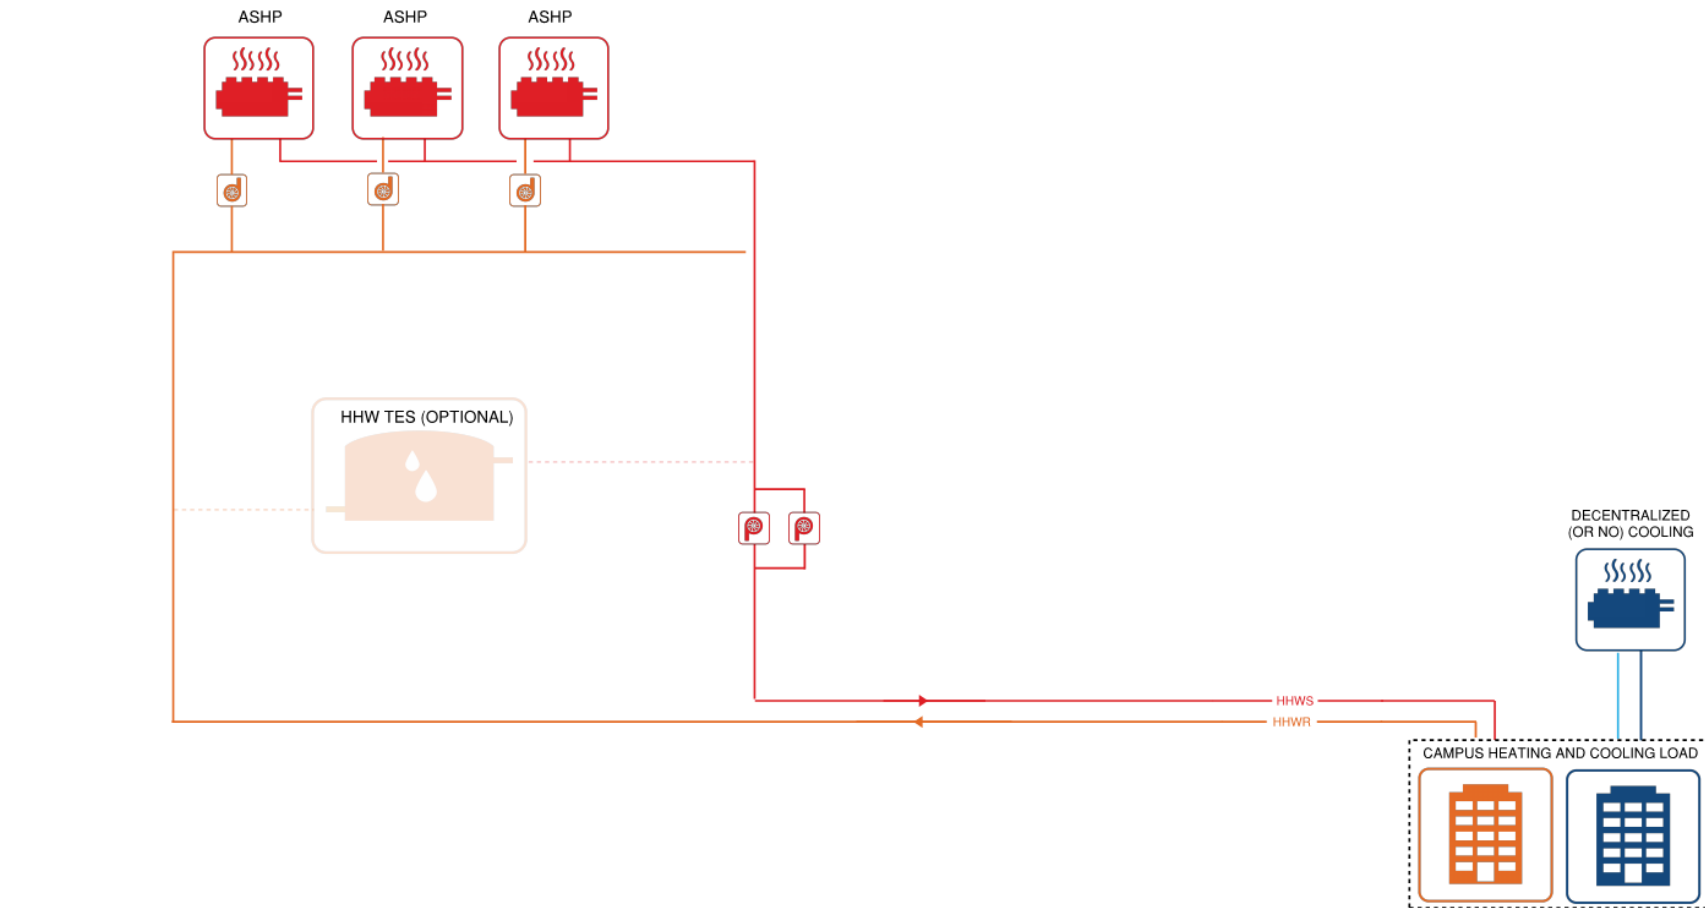 ASHP
ASHP
ASHP
HHW TES (OPTIONAL)
DECENTRALIZED
(OR NO) COOLING
HHWS
HHWR
CAMPUS HEATING AND COOLING LOAD